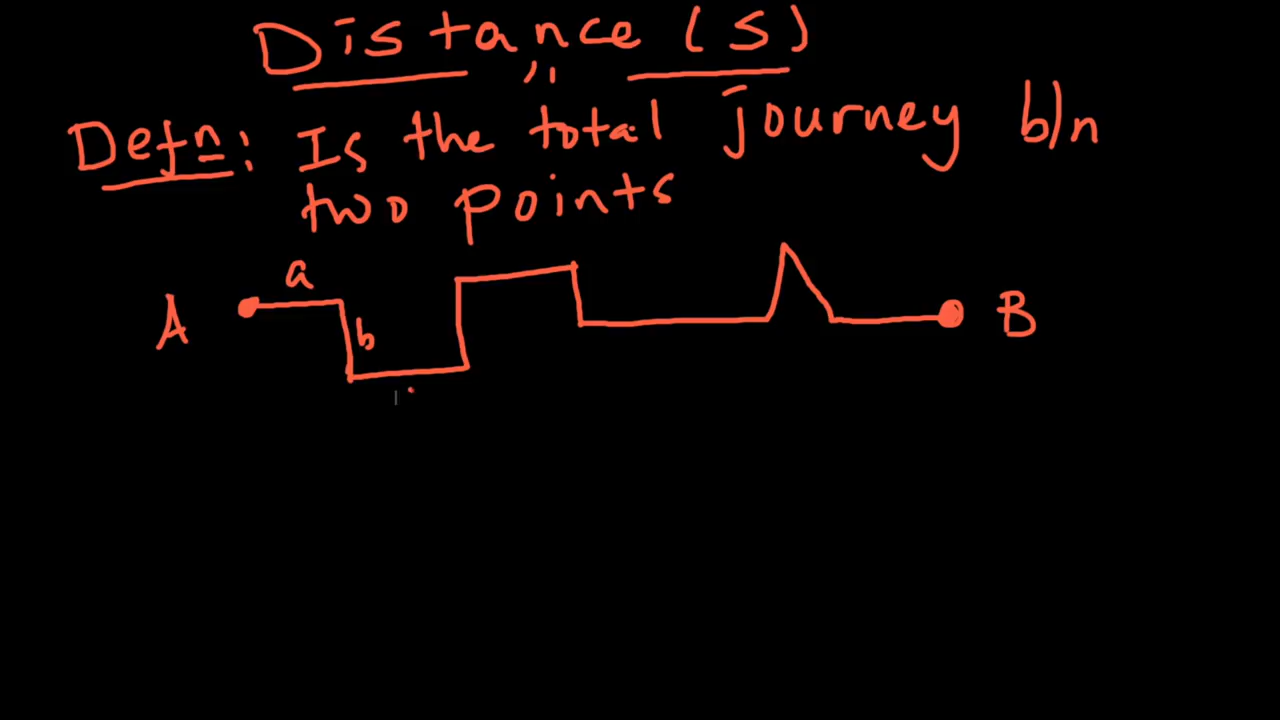 Distance (s)
Defn: Is the total journey b/n
two points
a
A
b
B